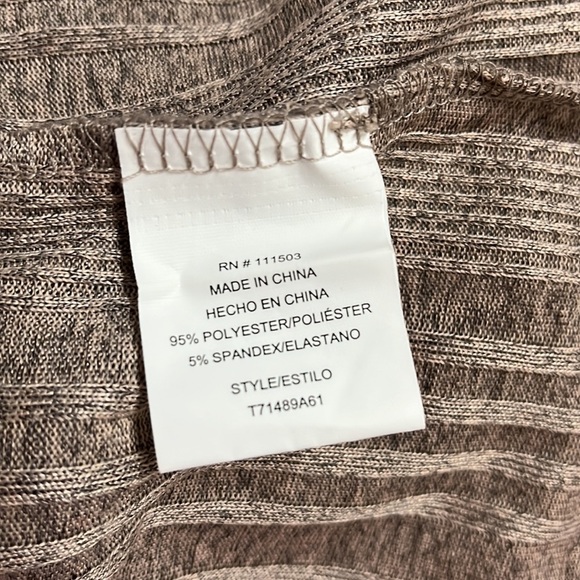 RN # 111503
MADE IN CHINA
HECHO EN CHINA
95% POLYESTER/POLIÉSTER
5% SPANDEX/ELASTANO
STYLE/ESTILO
T71489A61